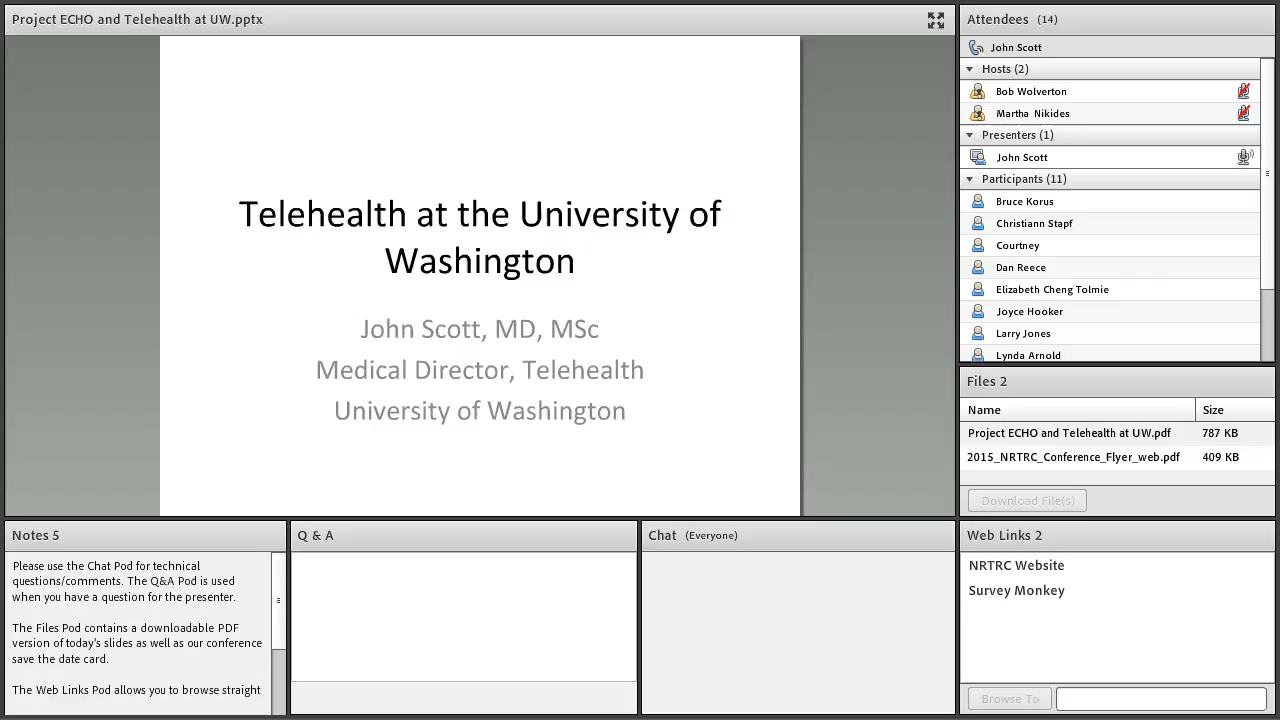 Project ECHO and Telehealth at UW.pptx
Telehealth at the University of
Washington
John Scott, MD, MSc
Medical Director, Telehealth
University of Washington
Attendees (14)
John Scott
Hosts (2)
Bob Wolverton
Martha Nikides
Presenters (1)
John Scott
Participants (11)
Bruce Korus
Christiann Stapf
Courtney
Dan Reece
Elizabeth Cheng Tolmie
Joyce Hooker
Larry Jones
Lynda Arnold
Files 2
Name Size
Project ECHO and Telehealth at UW.pdf 787 KB
2015_NRTRC_Conference_Flyer_web.pdf 409 KB
Download File(s)
Notes 5
Please use the Chat Pod for technical
questions/comments. The Q&A Pod is used
when you have a question for the presenter.
The Files Pod contains a downloadable PDF
version of today's slides as well as our conference
save the date card.
The Web Links Pod allows you to browse straight
Q & A
Chat (Everyone)
Web Links 2
NRTRC Website
Survey Monkey
Browse To